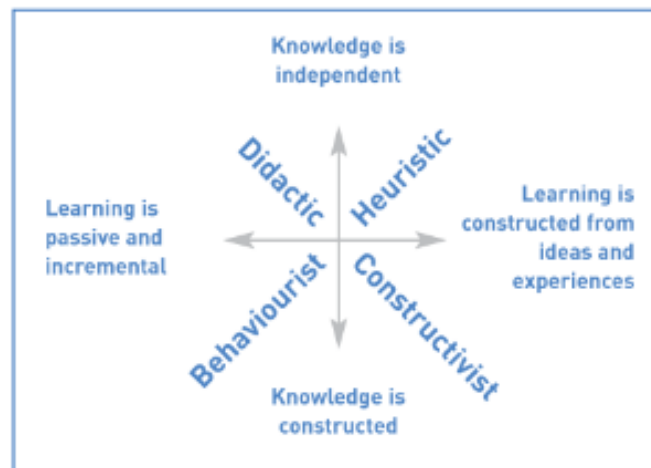 Knowledge is
independent
Didactic
Heuristic
Learning is
passive and
incremental
Learning is
constructed from
ideas and
experiences
Behaviourist
Constructivist
Knowledge is
constructed